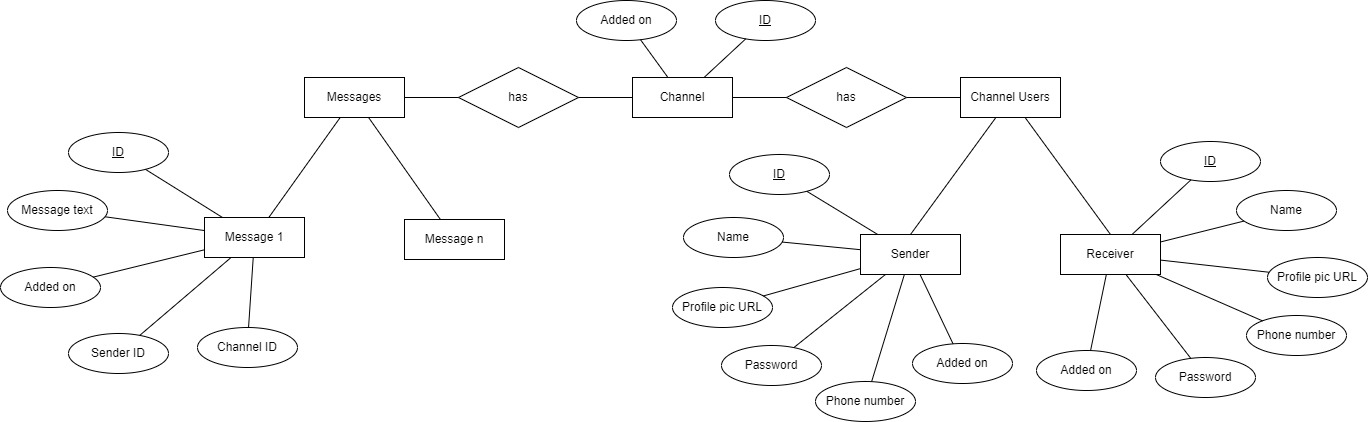 Added on
ID
Messages
has
Channel
has
Channel Users
ID
Message text
Message 1
Added on
Sender ID
Channel ID
Message n
ID
Name
Sender
Profile pic URL
Password
Phone number
Added on
ID
Name
Receiver
Profile pic URL
Phone number
Added on
Password